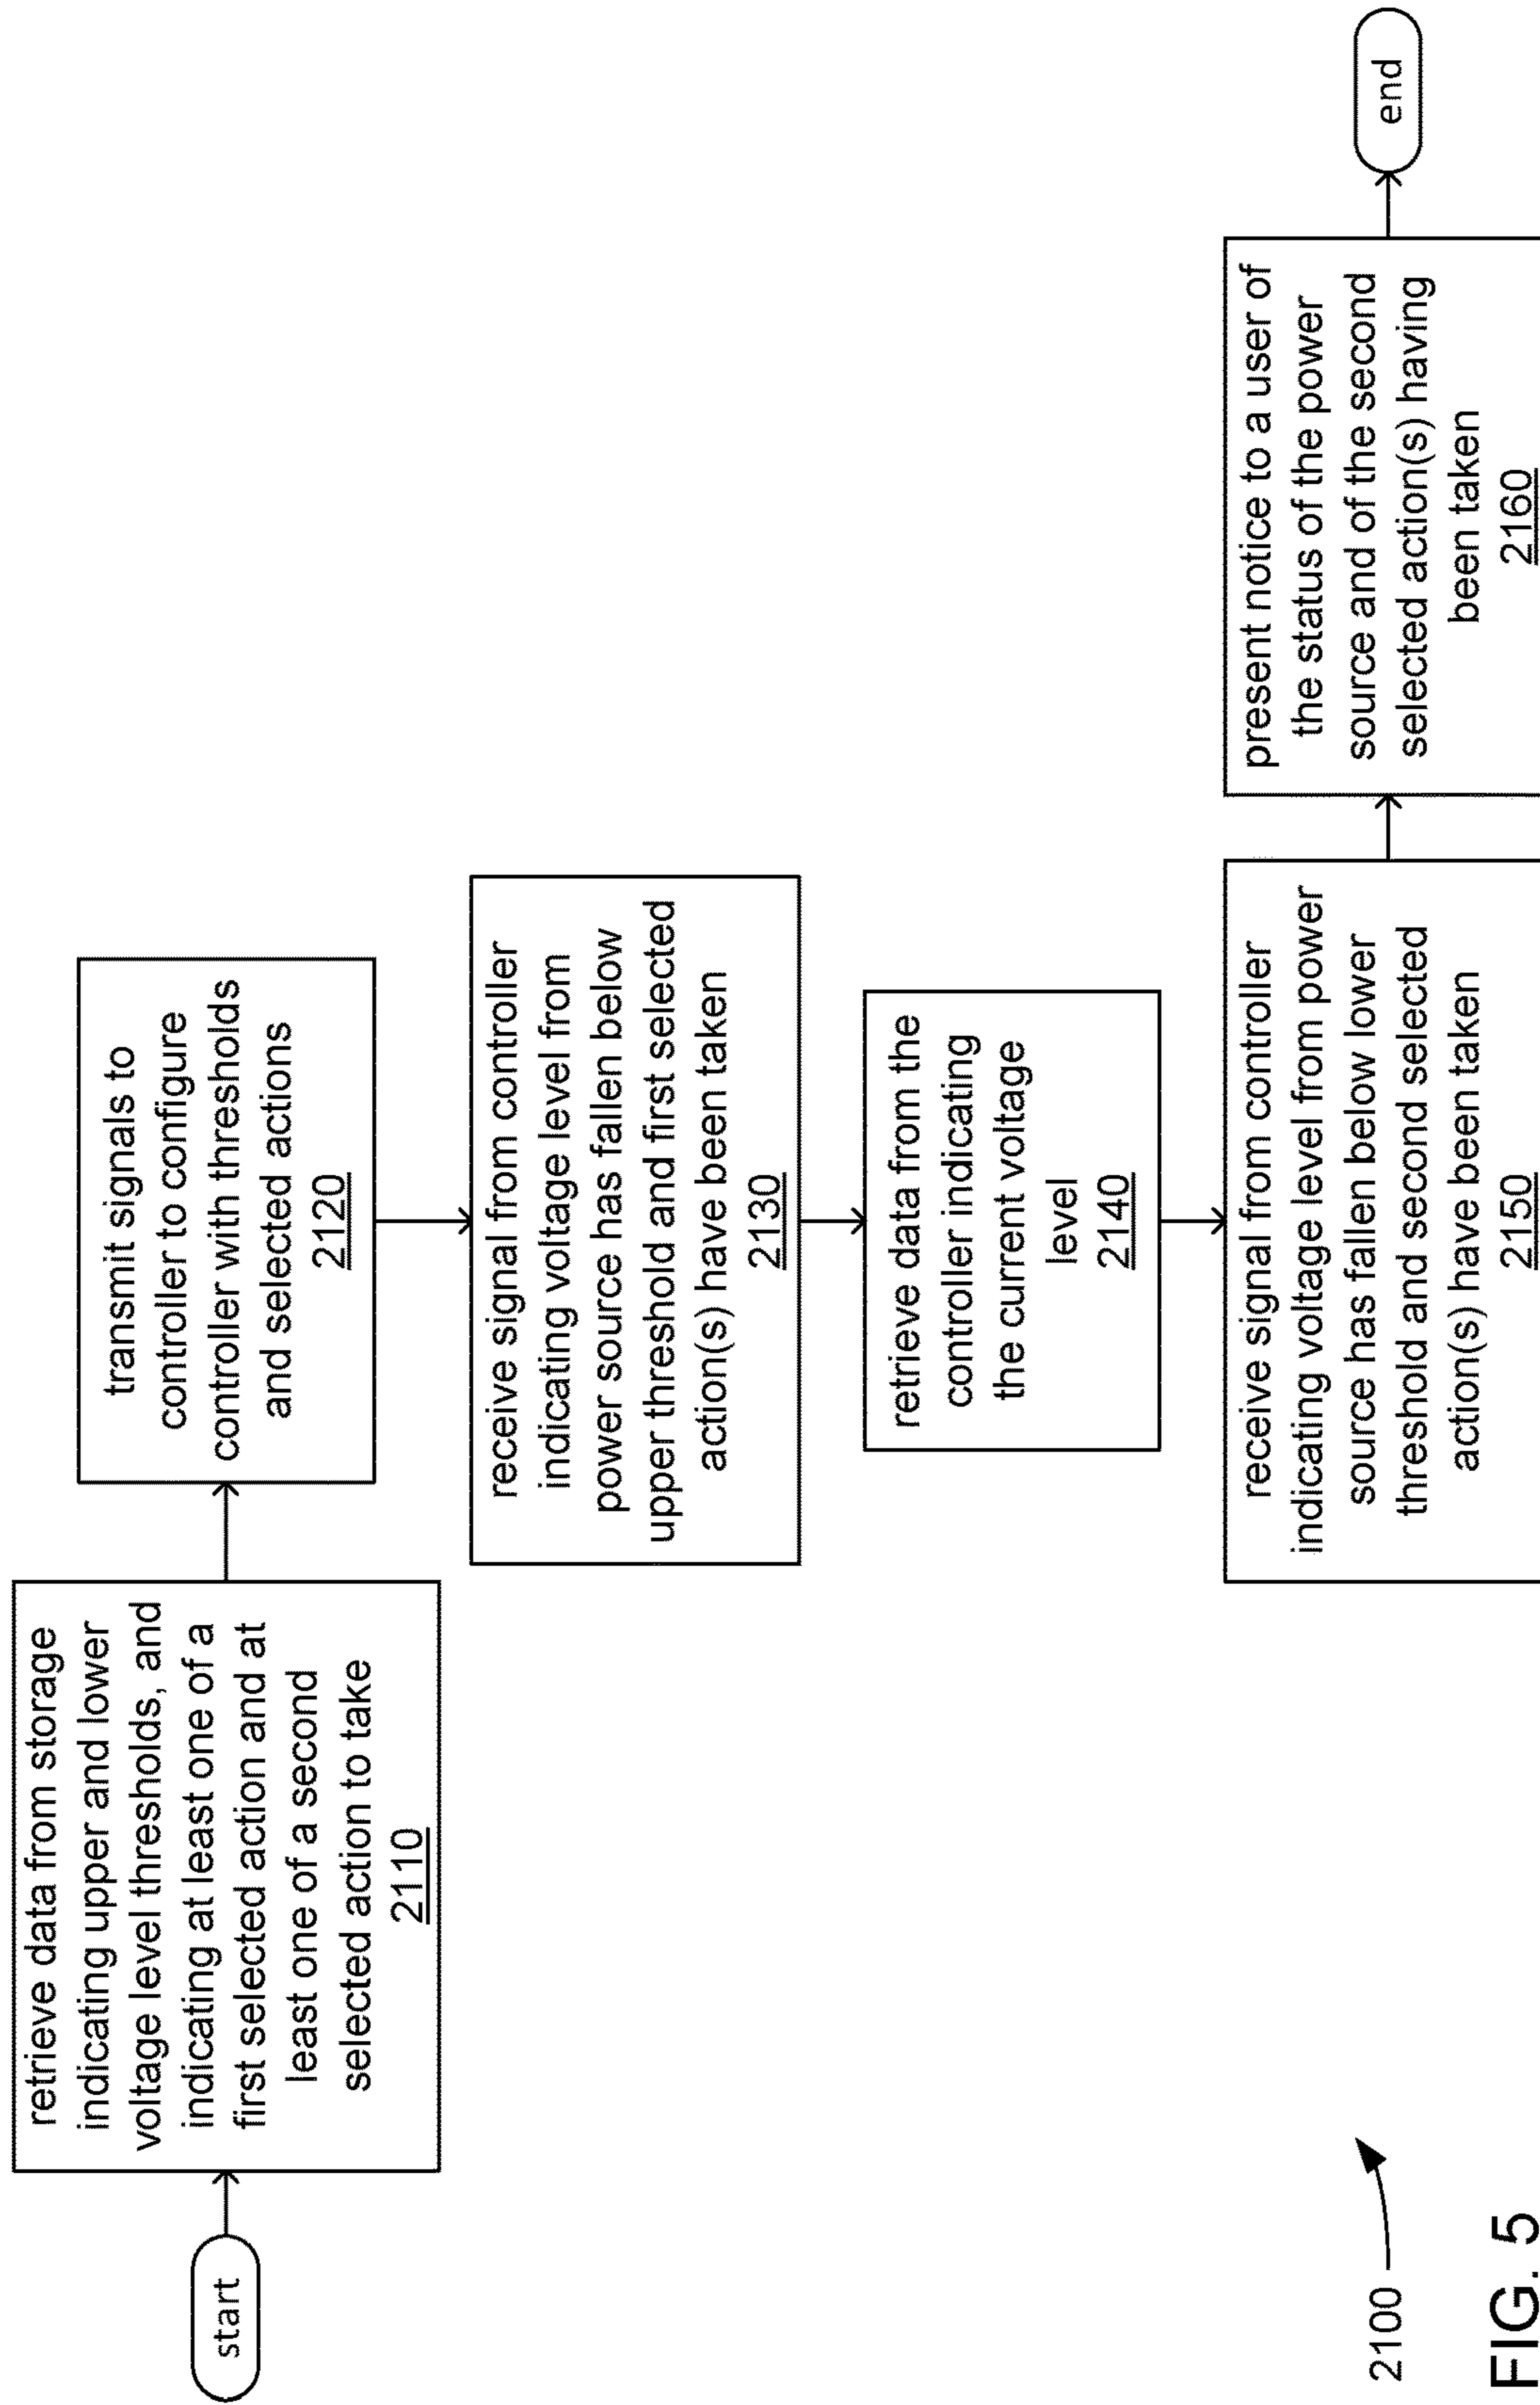 start
retrieve data from storage
indicating upper and lower
voltage level thresholds, and
indicating at least one of a
first selected action and at
least one of a second
selected action to take
2110
transmit signals to
controller to configure
controller with thresholds
and selected actions
2120
receive signal from controller
indicating voltage level from
power source has fallen below
upper threshold and first selected
action(s) have been taken
2130
retrieve data from the
controller indicating
the current voltage
level
2140
receive signal from controller
indicating voltage level from power
source has fallen below lower
threshold and second selected
action(s) have been taken
2150
present notice to a user of
the status of the power
source and of the second
selected action(s) having
been taken
2160
end
2100
FIG. 5